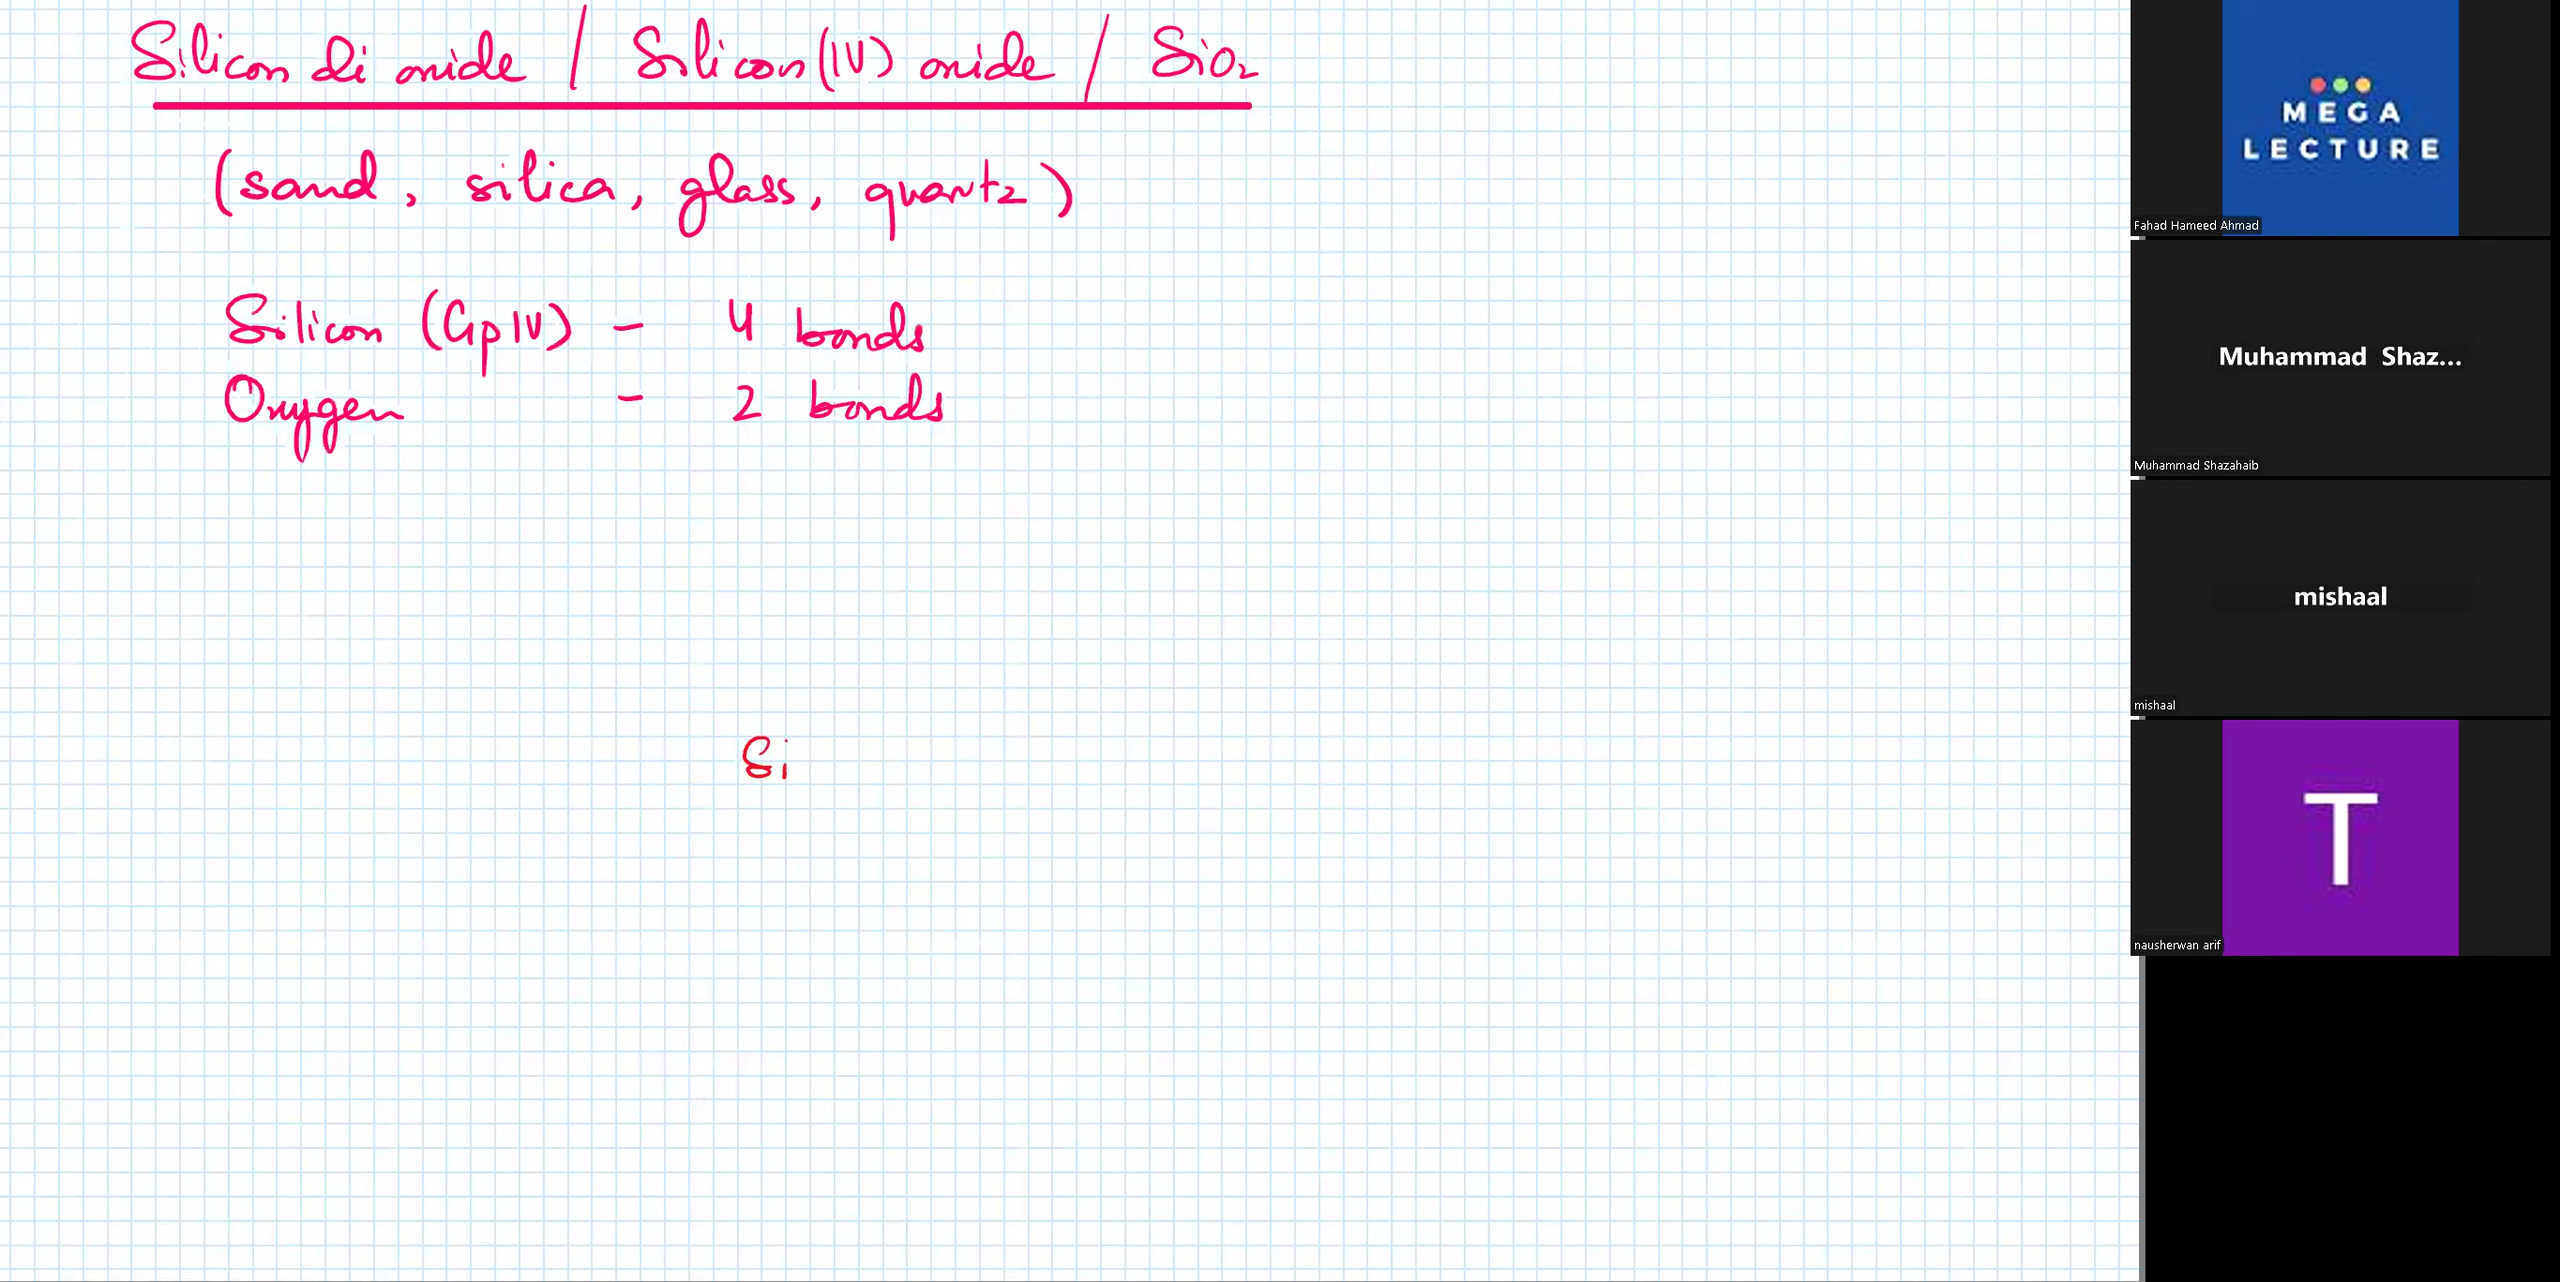 Silicon di oxide / Silicon(IV) oxide / SiO₂
(sand, silica, glass, quartz)
Silicon (Gp IV) - 4 bonds
Oxygen - 2 bonds
Si
MEGA
LECTURE
Fahad Hameed Ahmad
Muhammad Shaz...
Muhammad Shazahaib
mishaal
mishaal
T
nausherwan arif